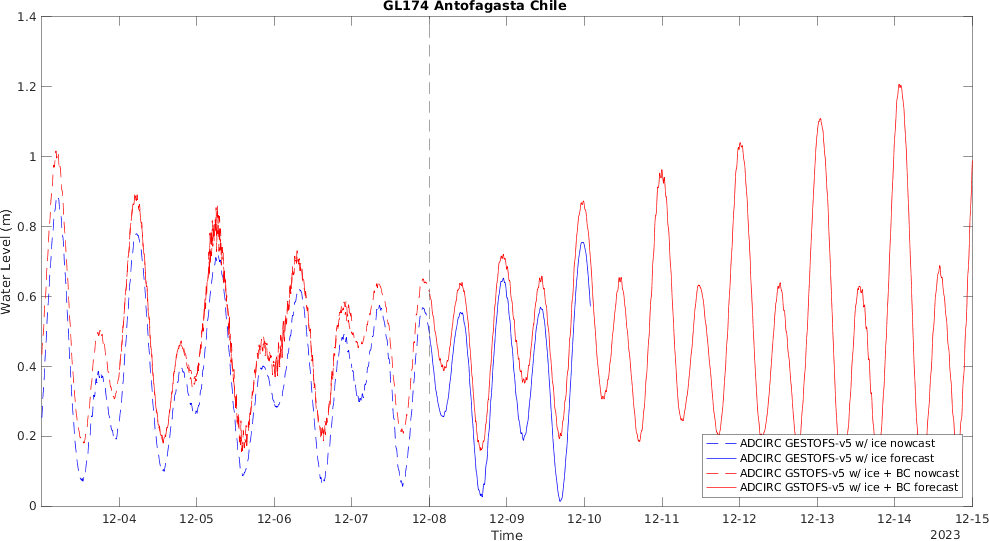 GL174 Antofagasta Chile
1.4
1.2
1
0.8
0.6
0.4
0.2
0
Water Level (m)
ADCIRC GESTOFS-v5 w/ ice nowcast
ADCIRC GESTOFS-v5 w/ ice forecast
ADCIRC GSTOFS-v5 w/ ice + BC nowcast
ADCIRC GSTOFS-v5 w/ ice + BC forecast
12-04 12-05 12-06 12-07 12-08 12-09 12-10 12-11 12-12 12-13 12-14 12-15
Time
2023